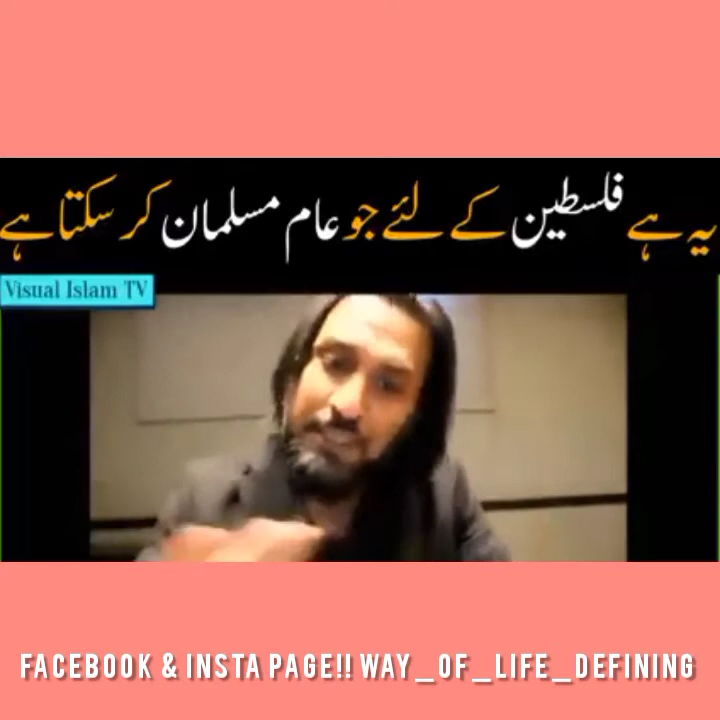 یہ ہے فلسطین کے لئے جو عام مسلمان کر سکتا ہے
Visual Islam TV
FACEBOOK & INSTA PAGE!! WAY_OF_LIFE_DEFINING